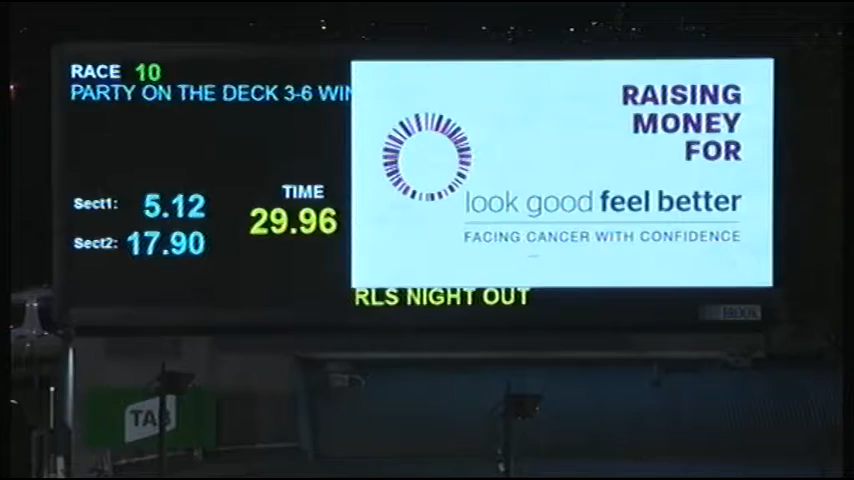 RACE 10
PARTY ON THE DECK 3-6 WIN
Sect1: 5.12
Sect2: 17.90
TIME
29.96
RAISING
MONEY
FOR
look good feel better
FACING CANCER WITH CONFIDENCE
RLS NIGHT OUT
TAB